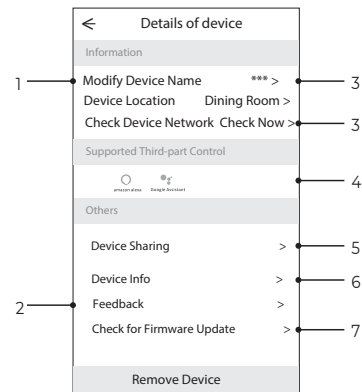 ← Details of device
Information
1 Modify Device Name *** > 3
Device Location Dining Room >
Check Device Network Check Now > 3
Supported Third-part Control
amazon alexa Google Assistant 4
Others
Device Sharing > 5
Device Info > 6
2 Feedback >
Check for Firmware Update > 7
Remove Device